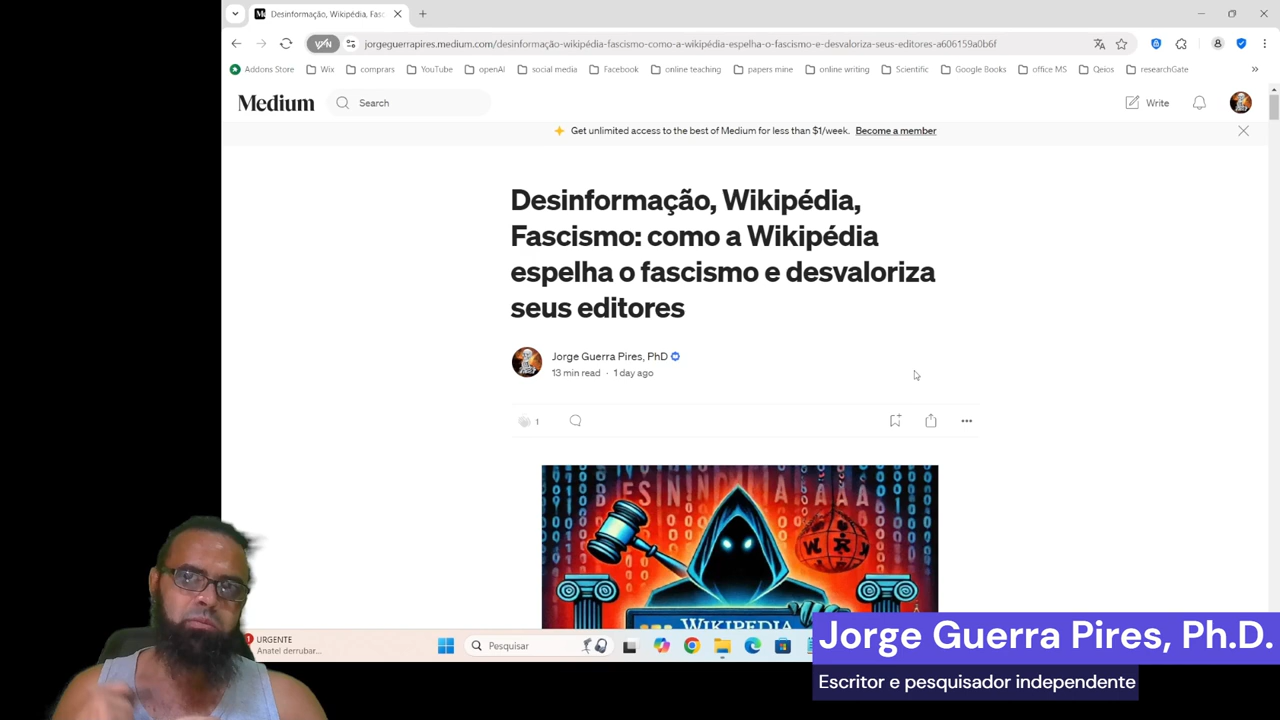 Desinformação, Wikipédia, Fasc
jorgeguerrapires.medium.com/desinformação-wikipédia-fascismo-como-a-wikipédia-espelha-o-fascismo-e-desvaloriza-seus-editores-a606159a0b6f
Addons Store Wix comprars YouTube openAI social media Facebook online teaching papers mine online writing Scientific Google Books office MS Qeios researchGate
Medium Search Write
Get unlimited access to the best of Medium for less than $1/week. Become a member
Desinformação, Wikipédia,
Fascismo: como a Wikipédia
espelha o fascismo e desvaloriza
seus editores
Jorge Guerra Pires, PhD
13 min read · 1 day ago
1
WIKIPEDIA
1 URGENTE
Anatel derrubar...
Pesquisar
Jorge Guerra Pires, Ph.D.
Escritor e pesquisador independente